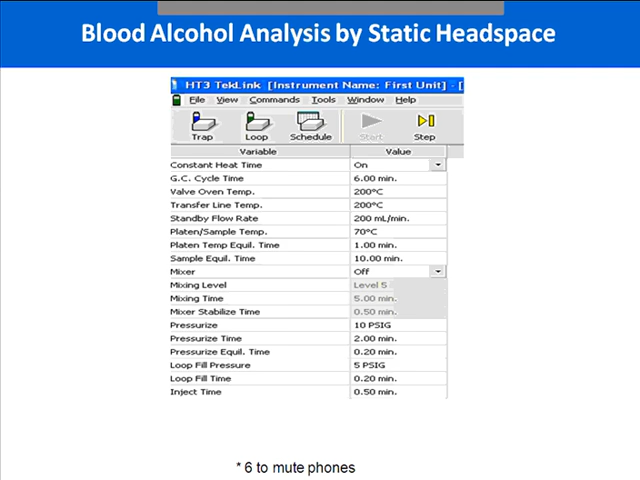 Blood Alcohol Analysis by Static Headspace
HT3 TekLink [Instrument Name: First Unit] - [
File View Commands Tools Window Help
Trap Loop Schedule Start Step
Variable Value
Constant Heat Time On
G.C. Cycle Time 6.00 min.
Valve Oven Temp. 200°C
Transfer Line Temp. 200°C
Standby Flow Rate 200 mL/min.
Platen/Sample Temp. 70°C
Platen Temp Equil. Time 1.00 min.
Sample Equil. Time 10.00 min.
Mixer Off
Mixing Level Level 5
Mixing Time 5.00 min.
Mixer Stabilize Time 0.50 min.
Pressurize 10 PSIG
Pressurize Time 2.00 min.
Pressurize Equil. Time 0.20 min.
Loop Fill Pressure 5 PSIG
Loop Fill Time 0.20 min.
Inject Time 0.50 min.
* 6 to mute phones